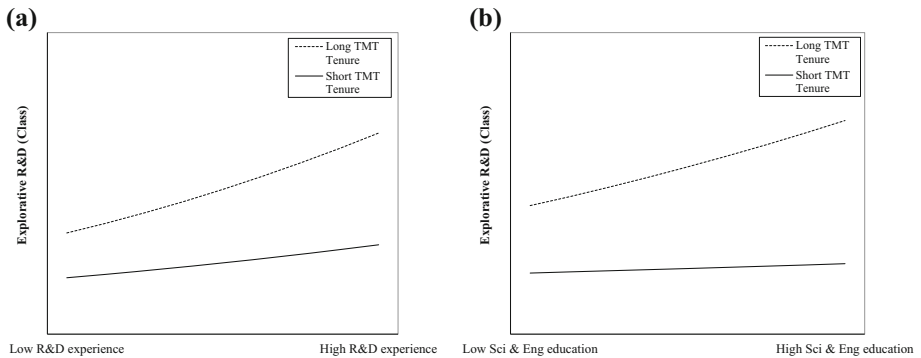 (a)
Long TMT
Tenure
Short TMT
Tenure
Explorative R&D (Class)
Low R&D experience
High R&D experience
(b)
Long TMT
Tenure
Short TMT
Tenure
Explorative R&D (Class)
Low Sci & Eng education
High Sci & Eng education